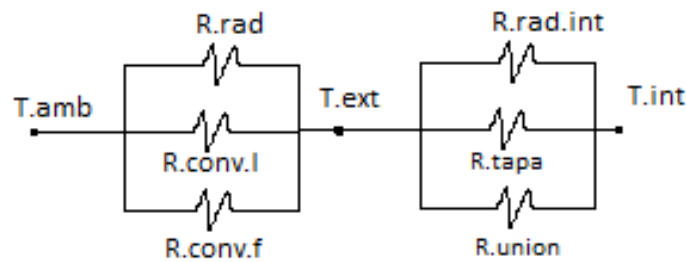 R.rad
R.rad.int
T.amb
T.ext
T.int
R.conv.l
R.tapa
R.conv.f
R.union